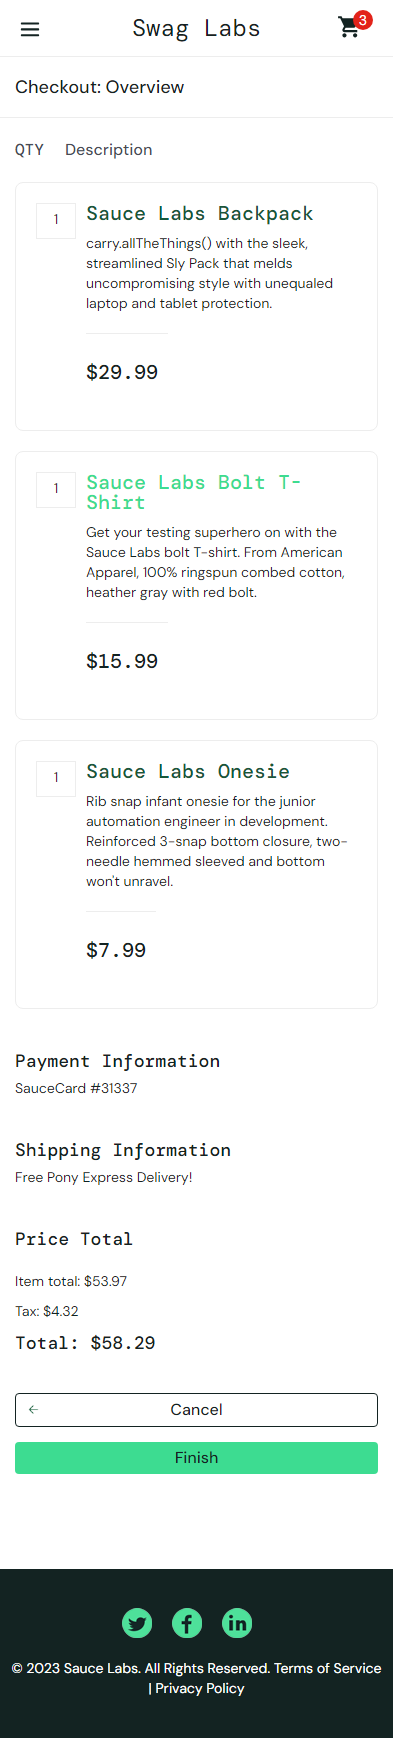 Swag Labs
3
Checkout: Overview
QTY Description
1
Sauce Labs Backpack
carry.allTheThings() with the sleek,
streamlined Sly Pack that melds
uncompromising style with unequaled
laptop and tablet protection.
$29.99
1
Sauce Labs Bolt T-
Shirt
Get your testing superhero on with the
Sauce Labs bolt T-shirt. From American
Apparel, 100% ringspun combed cotton,
heather gray with red bolt.
$15.99
1
Sauce Labs Onesie
Rib snap infant onesie for the junior
automation engineer in development.
Reinforced 3-snap bottom closure, two-
needle hemmed sleeved and bottom
won't unravel.
$7.99
Payment Information
SauceCard #31337
Shipping Information
Free Pony Express Delivery!
Price Total
Item total: $53.97
Tax: $4.32
Total: $58.29
Cancel
Finish
© 2023 Sauce Labs. All Rights Reserved. Terms of Service
| Privacy Policy